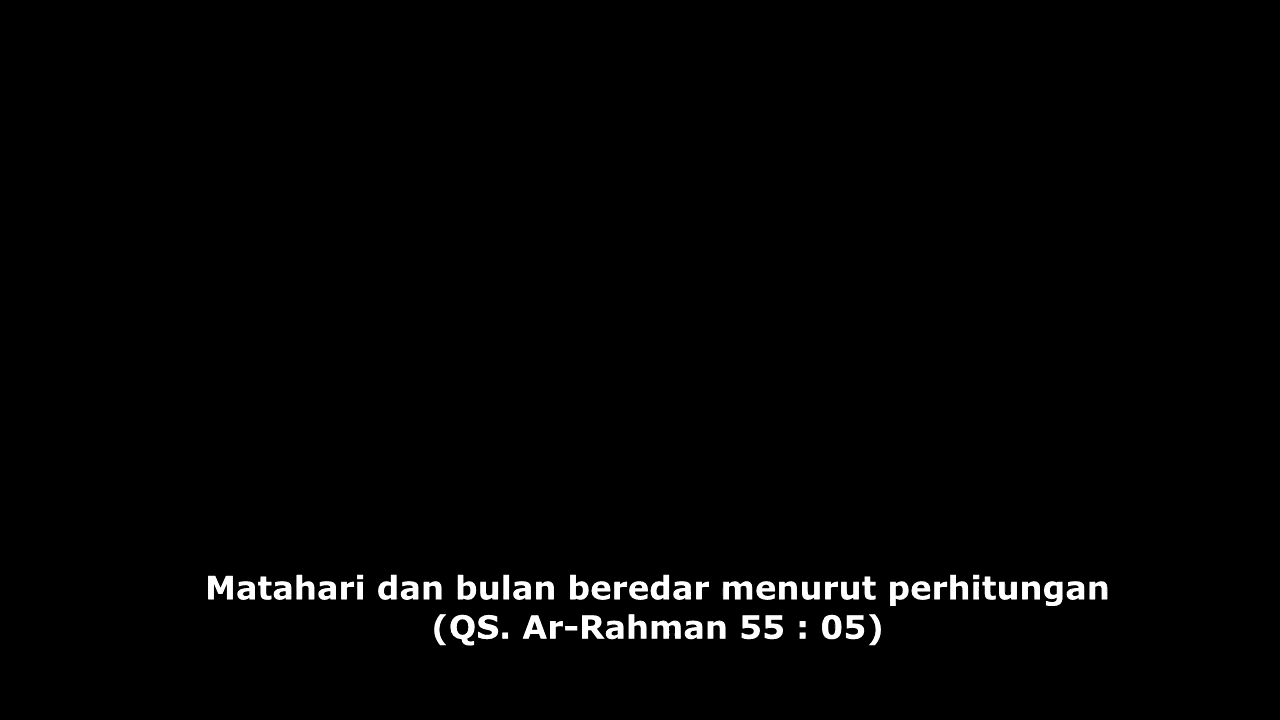 Matahari dan bulan beredar menurut perhitungan
(QS. Ar-Rahman 55 : 05)